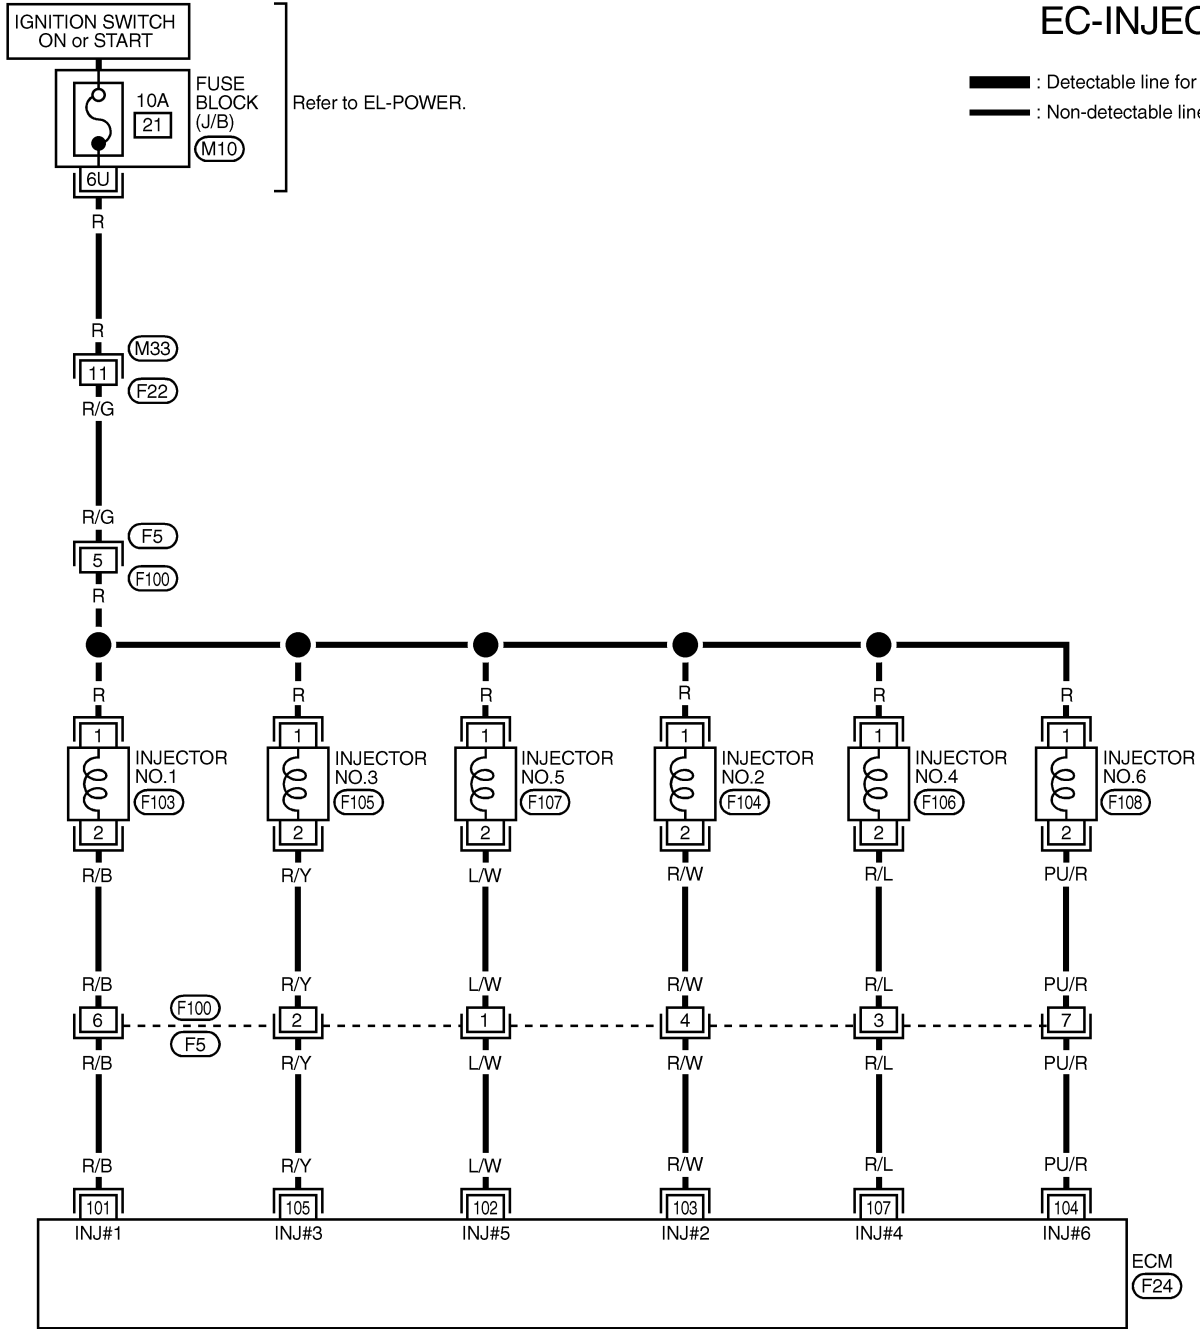 EC-INJEC
IGNITION SWITCH
ON or START
10A
21
FUSE
BLOCK
(J/B)
M10
Refer to EL-POWER.
: Detectable line for
: Non-detectable line
6U
R
R
M33
11
F22
R/G
R/G
F5
5
F100
R
R R R R R R
1 1 1 1 1 1
INJECTOR
NO.1
F103
INJECTOR
NO.3
F105
INJECTOR
NO.5
F107
INJECTOR
NO.2
F104
INJECTOR
NO.4
F106
INJECTOR
NO.6
F108
2 2 2 2 2 2
R/B R/Y L/W R/W R/L PU/R
R/B R/Y L/W R/W R/L PU/R
F100
6 2 1 4 3 7
F5
R/B R/Y L/W R/W R/L PU/R
R/B R/Y L/W R/W R/L PU/R
101 105 102 103 107 104
INJ#1 INJ#3 INJ#5 INJ#2 INJ#4 INJ#6
ECM
F24